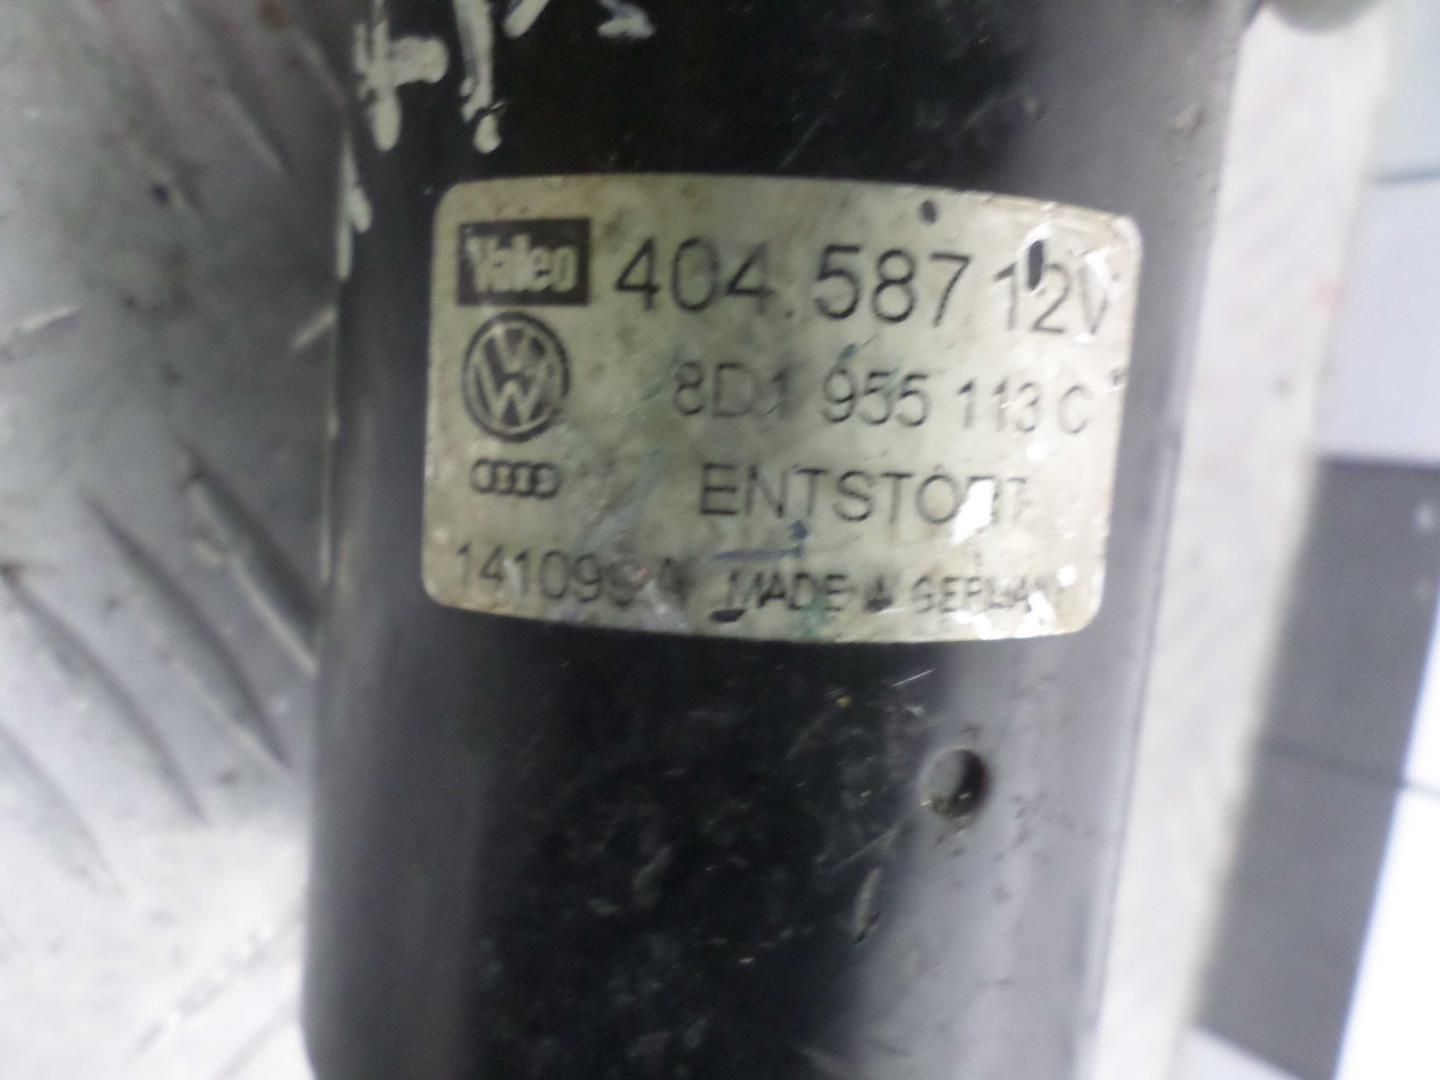 Valeo 404.587 12V
8D1 955 113 C
ENTSTÖRT
MADE IN GERMANY